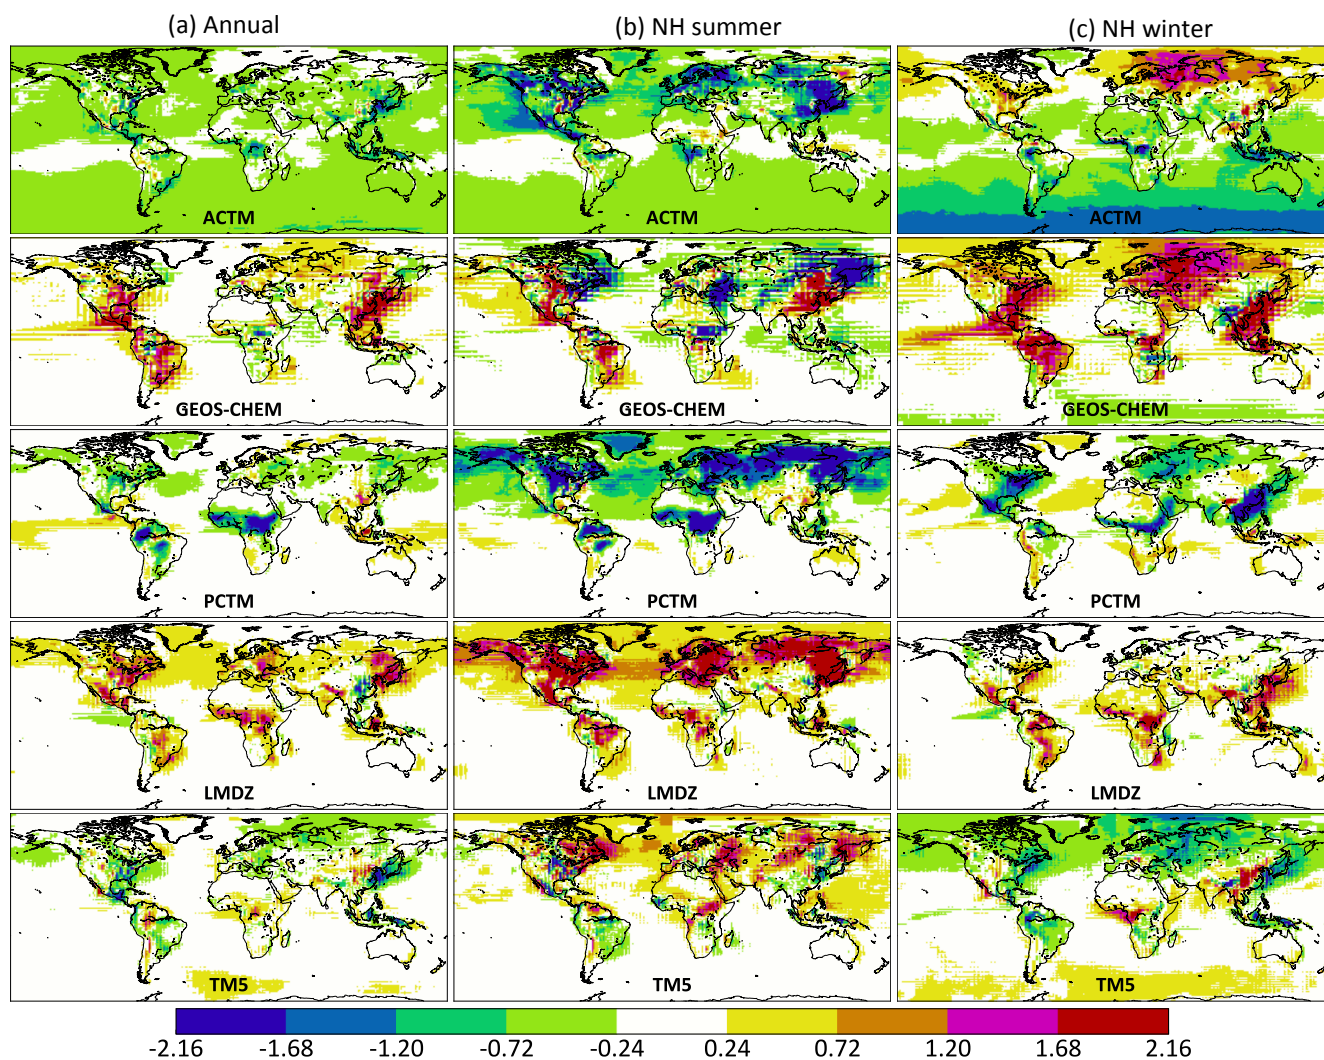 (a) Annual (b) NH summer (c) NH winter
ACTM ACTM ACTM
GEOS-CHEM GEOS-CHEM GEOS-CHEM
PCTM PCTM PCTM
LMDZ LMDZ LMDZ
TM5 TM5 TM5
-2.16 -1.68 -1.20 -0.72 -0.24 0.24 0.72 1.20 1.68 2.16